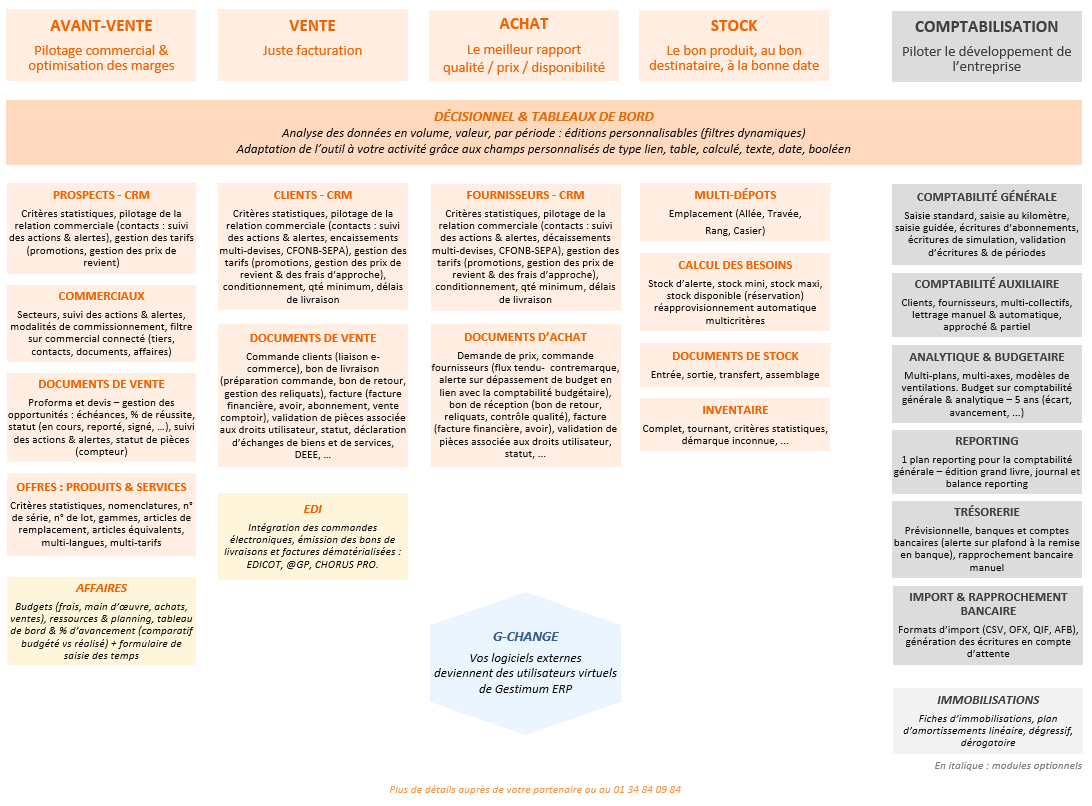 AVANT-VENTE
Pilotage commercial &
optimisation des marges
VENTE
Juste facturation
ACHAT
Le meilleur rapport
qualité / prix / disponibilité
STOCK
Le bon produit, au bon
destinataire, à la bonne date
COMPTABILISATION
Piloter le développement de
l’entreprise
DÉCISIONNEL & TABLEAUX DE BORD
Analyse des données en volume, valeur, par période : éditions personnalisables (filtres dynamiques)
Adaptation de l’outil à votre activité grâce aux champs personnalisés de type lien, table, calculé, texte, date, booléen
PROSPECTS - CRM
Critères statistiques, pilotage de la
relation commerciale (contacts : suivi
des actions & alertes), gestion des tarifs
(promotions, gestion des prix de
revient)
COMMERCIAUX
Secteurs, suivi des actions & alertes,
modalités de commissionnement, filtre
sur commercial connecté (tiers,
contacts, documents, affaires)
DOCUMENTS DE VENTE
Proforma et devis – gestion des
opportunités : échéances, % de réussite,
statut (en cours, reporté, signé, …), suivi
des actions & alertes, statut de pièces
(compteur)
OFFRES : PRODUITS & SERVICES
Critères statistiques, nomenclatures, n°
de série, n° de lot, gammes, articles de
remplacement, articles équivalents,
multi-langues, multi-tarifs
AFFAIRES
Budgets (frais, main d’œuvre, achats,
ventes), ressources & planning, tableau
de bord & % d’avancement (comparatif
budgété vs réalisé) + formulaire de
saisie des temps
CLIENTS - CRM
Critères statistiques, pilotage de la
relation commerciale (contacts : suivi
des actions & alertes, encaissements
multi-devises, CFONB-SEPA), gestion des
tarifs (promotions, gestion des prix de
revient & des frais d’approche),
conditionnement, qté minimum, délais
de livraison
DOCUMENTS DE VENTE
Commande clients (liaison e-
commerce), bon de livraison
(préparation commande, bon de retour,
gestion des reliquats), facture (facture
financière, avoir, abonnement, vente
comptoir), validation de pièces associée
aux droits utilisateur, statut, déclaration
d’échanges de biens et de services,
DEEE, …
EDI
Intégration des commandes
électroniques, émission des bons de
livraisons et factures dématérialisées :
EDICOT, @GP, CHORUS PRO.
FOURNISSEURS - CRM
Critères statistiques, pilotage de la
relation commerciale (contacts : suivi
des actions & alertes, décaissements
multi-devises, CFONB-SEPA), gestion des
tarifs (promotions, gestion des prix de
revient & des frais d’approche),
conditionnement, qté minimum, délais
de livraison
DOCUMENTS D’ACHAT
Demande de prix, commande
fournisseurs (flux tendu- contremarque,
alerte sur dépassement de budget en
lien avec la comptabilité budgétaire),
bon de réception (bon de retour,
reliquats, contrôle qualité), facture
(facture financière, avoir), validation de
pièces associée aux droits utilisateur,
statut, ...
G-CHANGE
Vos logiciels externes
deviennent des utilisateurs virtuels
de Gestimum ERP
MULTI-DÉPOTS
Emplacement (Allée, Travée,
Rang, Casier)
CALCUL DES BESOINS
Stock d’alerte, stock mini, stock maxi,
stock disponible (réservation)
réapprovisionnement automatique
multicritères
DOCUMENTS DE STOCK
Entrée, sortie, transfert, assemblage
INVENTAIRE
Complet, tournant, critères statistiques,
démarque inconnue, ...
COMPTABILITÉ GÉNÉRALE
Saisie standard, saisie au kilomètre,
saisie guidée, écritures d’abonnements,
écritures de simulation, validation
d’écritures & de périodes
COMPTABILITÉ AUXILIAIRE
Clients, fournisseurs, multi-collectifs,
lettrage manuel & automatique,
approché & partiel
ANALYTIQUE & BUDGETAIRE
Multi-plans, multi-axes, modèles de
ventilations. Budget sur comptabilité
générale & analytique – 5 ans (écart,
avancement, …)
REPORTING
1 plan reporting pour la comptabilité
générale – édition grand livre, journal et
balance reporting
TRÉSORERIE
Prévisionnelle, banques et comptes
bancaires (alerte sur plafond à la remise
en banque), rapprochement bancaire
manuel
IMPORT & RAPPROCHEMENT
BANCAIRE
Formats d’import (CSV, OFX, QIF, AFB),
génération des écritures en compte
d’attente
IMMOBILISATIONS
Fiches d’immobilisations, plan
d’amortissements linéaire, dégressif,
dérogatoire
En italique : modules optionnels
Plus de détails auprès de votre partenaire ou au 01 34 84 09 84